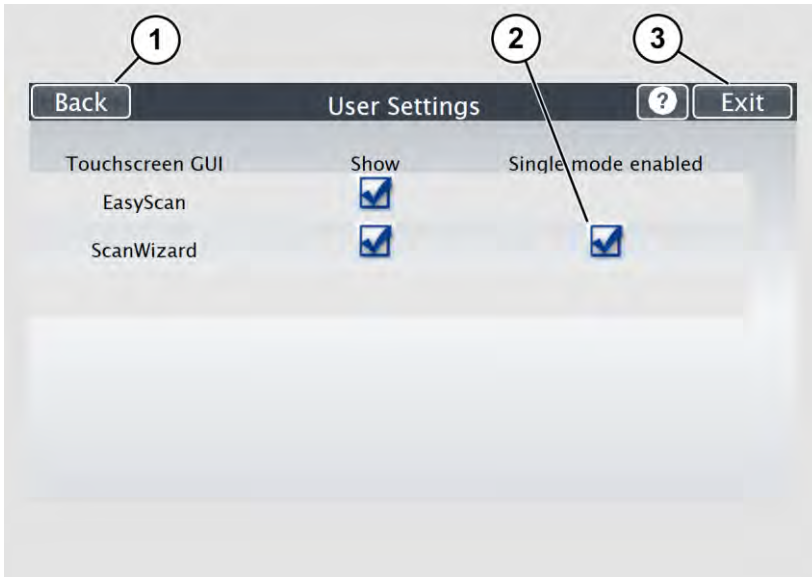 1 2 3
Back User Settings ? Exit
Touchscreen GUI Show Single mode enabled
EasyScan
ScanWizard